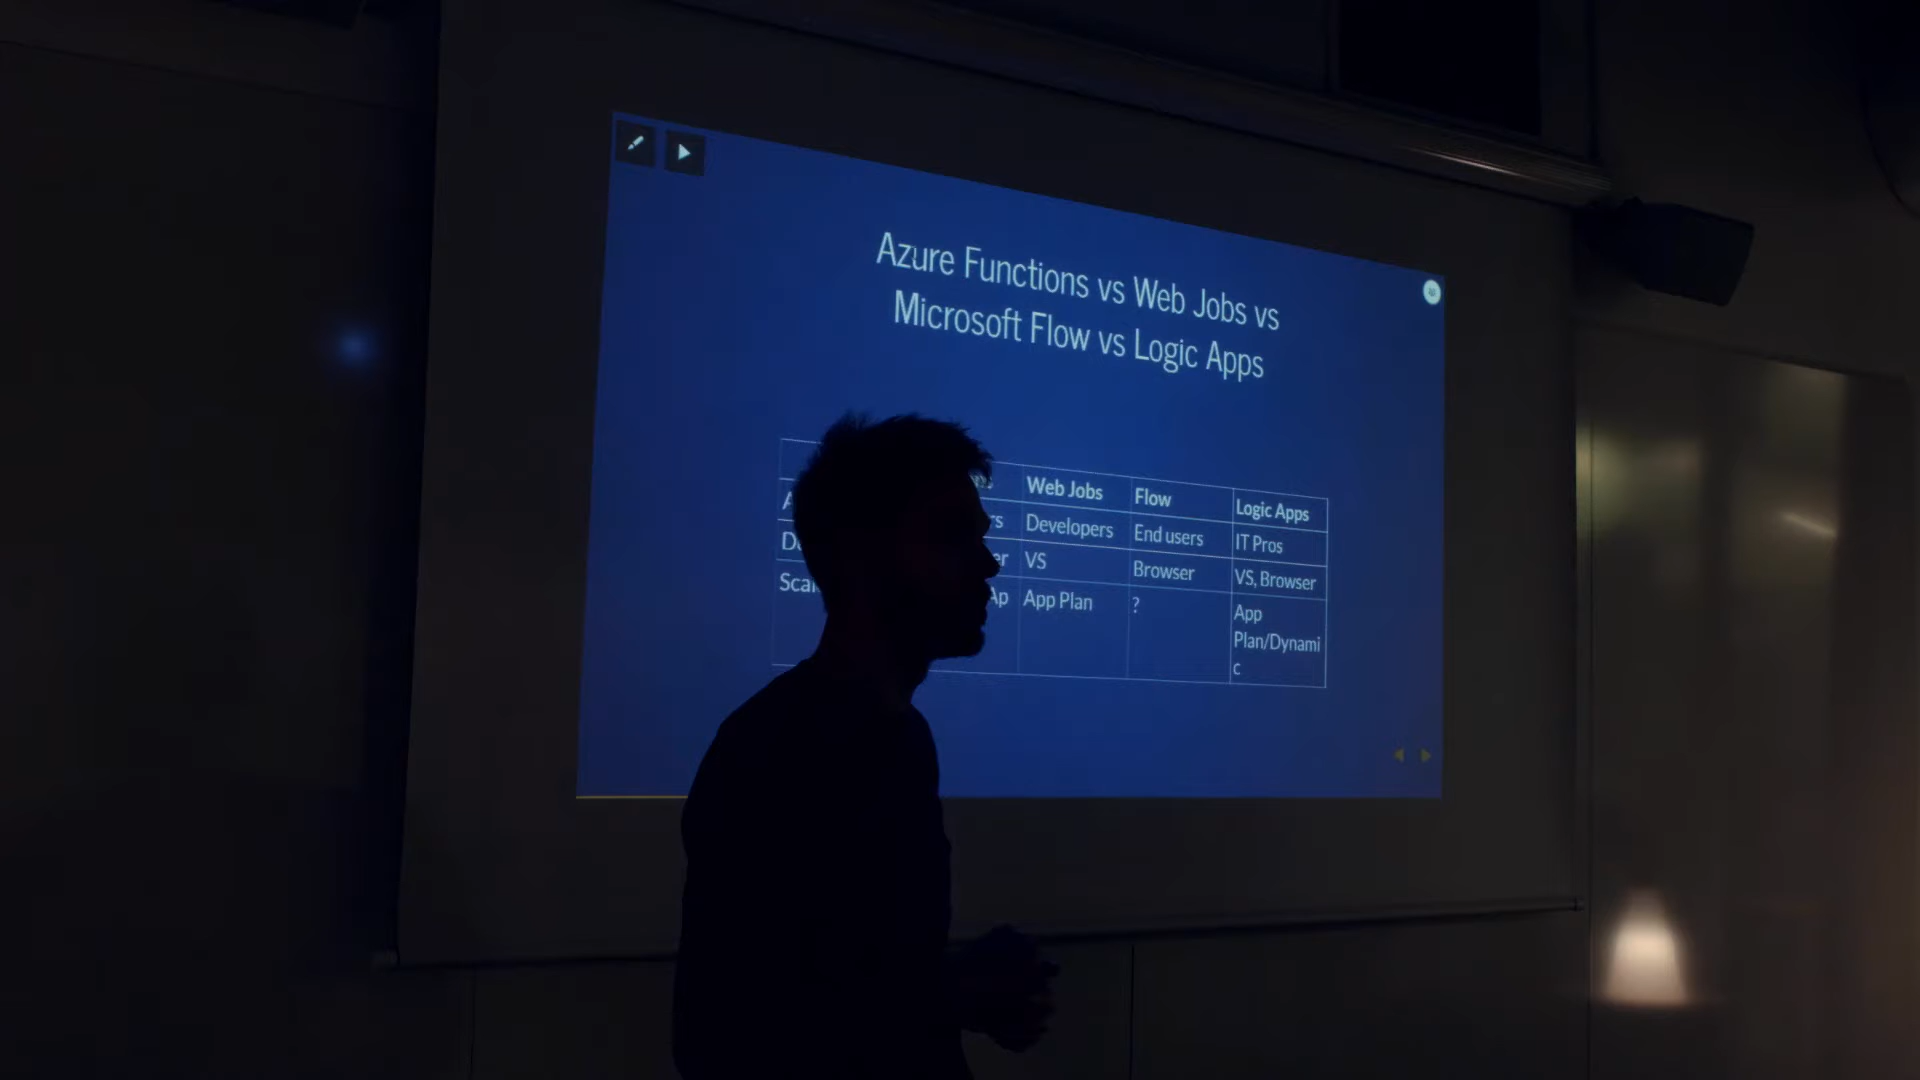 Azure Functions vs Web Jobs vs
Microsoft Flow vs Logic Apps
Web Jobs Flow Logic Apps
Developers End users IT Pros
VS Browser VS, Browser
App Plan ? App
Plan/Dynami
c